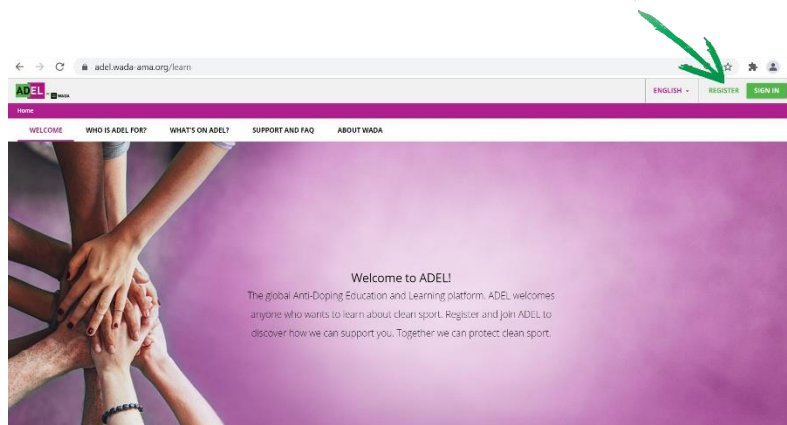 adel.wada-ama.org/learn
ADEL
WADA
ENGLISH
REGISTER
SIGN IN
Home
WELCOME
WHO IS ADEL FOR?
WHAT'S ON ADEL?
SUPPORT AND FAQ
ABOUT WADA
Welcome to ADEL!
The global Anti-Doping Education and Learning platform. ADEL welcomes
anyone who wants to learn about clean sport. Register and join ADEL to
discover how we can support you. Together we can protect clean sport.